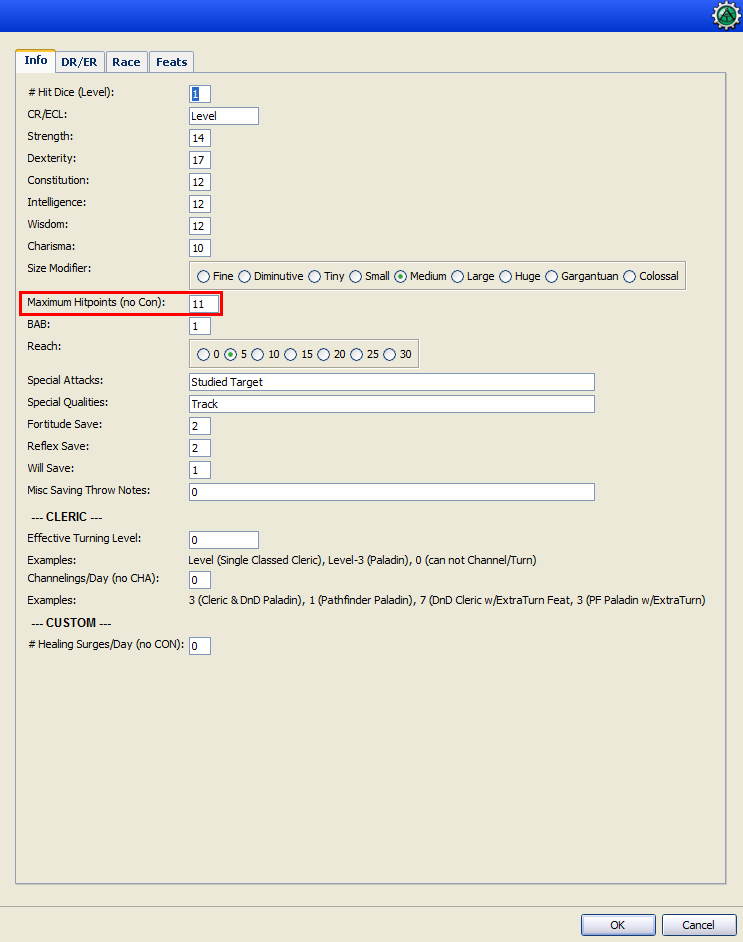 Info DR/ER Race Feats
# Hit Dice (Level): 1
CR/ECL: Level
Strength: 14
Dexterity: 17
Constitution: 12
Intelligence: 12
Wisdom: 12
Charisma: 10
Size Modifier: Fine Diminutive Tiny Small Medium Large Huge Gargantuan Colossal
Maximum Hitpoints (no Con): 11
BAB: 1
Reach: 0 5 10 15 20 25 30
Special Attacks: Studied Target
Special Qualities: Track
Fortitude Save: 2
Reflex Save: 2
Will Save: 1
Misc Saving Throw Notes: 0
--- CLERIC ---
Effective Turning Level: 0
Examples: Level (Single Classed Cleric), Level-3 (Paladin), 0 (can not Channel/Turn)
Channelings/Day (no CHA): 0
Examples: 3 (Cleric & DnD Paladin), 1 (Pathfinder Paladin), 7 (DnD Cleric w/ExtraTurn Feat, 3 (PF Paladin w/ExtraTurn)
--- CUSTOM ---
# Healing Surges/Day (no CON): 0
OK Cancel